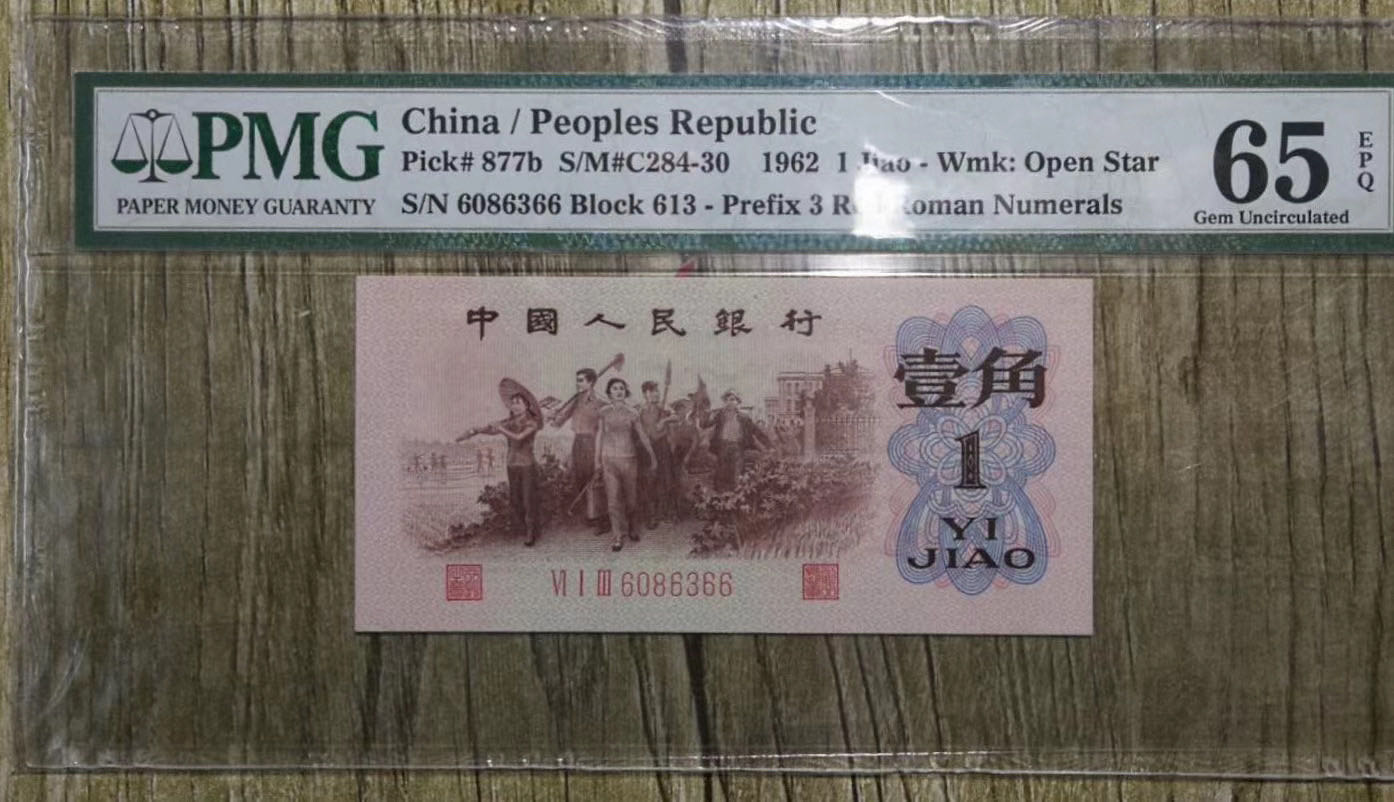 PMG
PAPER MONEY GUARANTY
China / Peoples Republic
Pick# 877b S/M#C284-30 1962 1 Jiao - Wmk: Open Star
S/N 6086366 Block 613 - Prefix 3 Roman Numerals
65
EPQ
Gem Uncirculated
中國人民銀行
壹角
1
YI
JIAO
VI I III 6086366